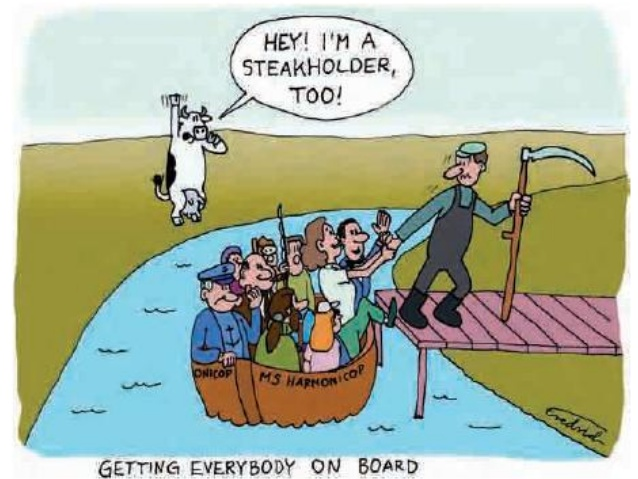 HEY! I'M A
STEAKHOLDER,
TOO!
ONICOP
MS HARMONICOP
GETTING EVERYBODY ON BOARD